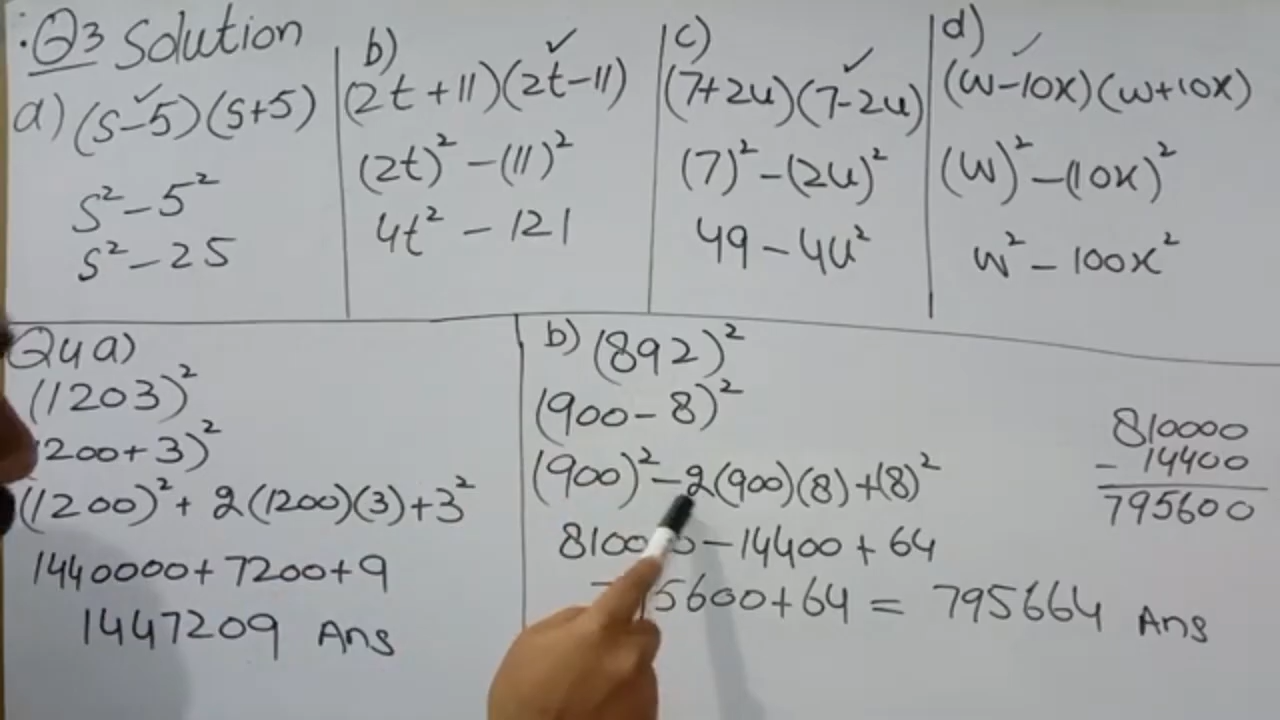 :Q3 Solution
a) (s-5)(s+5)
s² - 5²
s² - 25
b)
(2t + 11)(2t - 11)
(2t)² - (11)²
4t² - 121
c)
(7+2u)(7-2u)
(7)² - (2u)²
49 - 4u²
d)
(w-10x)(w+10x)
(w)² - (10x)²
w² - 100x²
Q4 a)
(1203)²
200+3)²
(1200)² + 2(1200)(3)+3²
1440000+7200+9
1447209 Ans
b) (892)²
(900-8)²
(900)² - 2(900)(8)+(8)²
8100 0 - 14400 + 64
5600+64 = 795664 Ans
810000
- 14400
795600